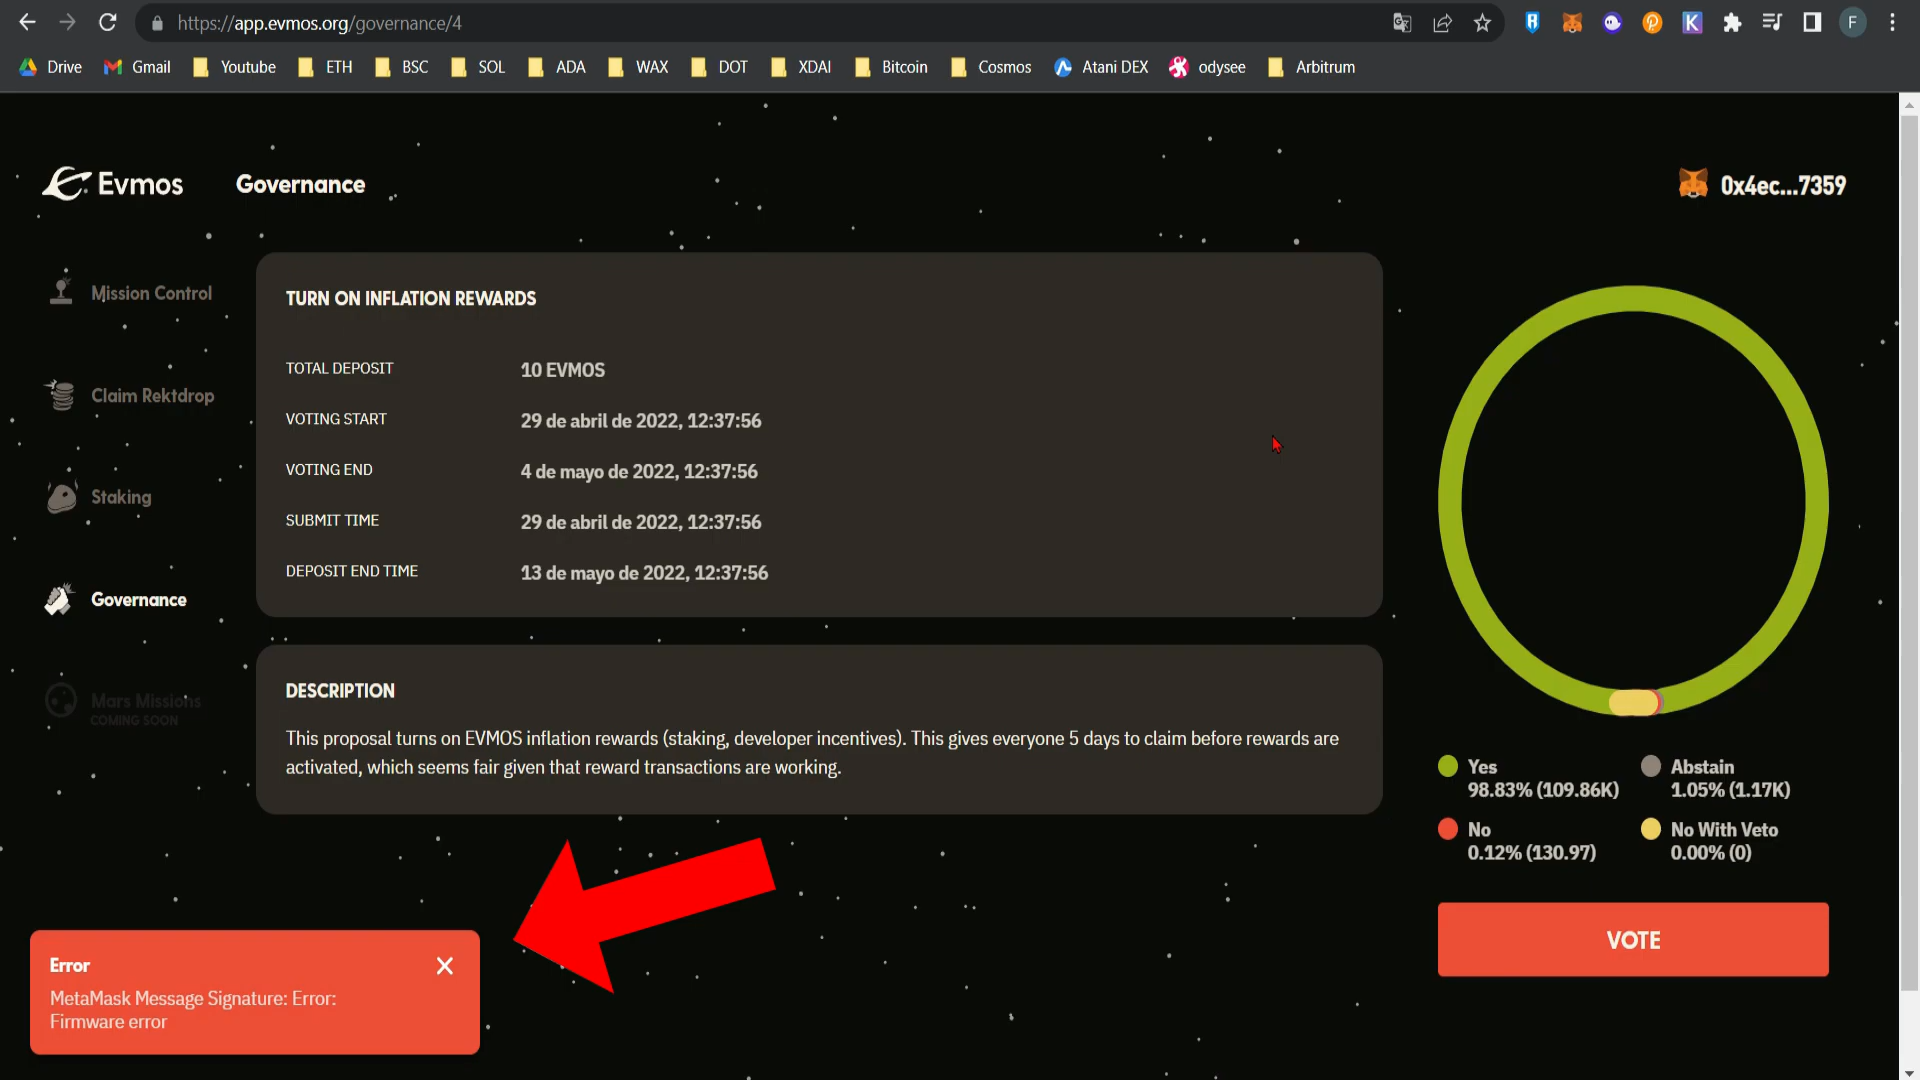 https://app.evmos.org/governance/4
F
Drive
Gmail
Youtube
ETH
BSC
SOL
ADA
WAX
DOT
XDAI
Bitcoin
Cosmos
Atani DEX
odysee
Arbitrum
Evmos
Governance
0x4ec...7359
Mission Control
Claim Rektdrop
Staking
Governance
Mars Missions
COMING SOON
TURN ON INFLATION REWARDS
TOTAL DEPOSIT 10 EVMOS
VOTING START 29 de abril de 2022, 12:37:56
VOTING END 4 de mayo de 2022, 12:37:56
SUBMIT TIME 29 de abril de 2022, 12:37:56
DEPOSIT END TIME 13 de mayo de 2022, 12:37:56
DESCRIPTION
This proposal turns on EVMOS inflation rewards (staking, developer incentives). This gives everyone 5 days to claim before rewards are
activated, which seems fair given that reward transactions are working.
Yes
98.83% (109.86K)
Abstain
1.05% (1.17K)
No
0.12% (130.97)
No With Veto
0.00% (0)
VOTE
Error
MetaMask Message Signature: Error:
Firmware error